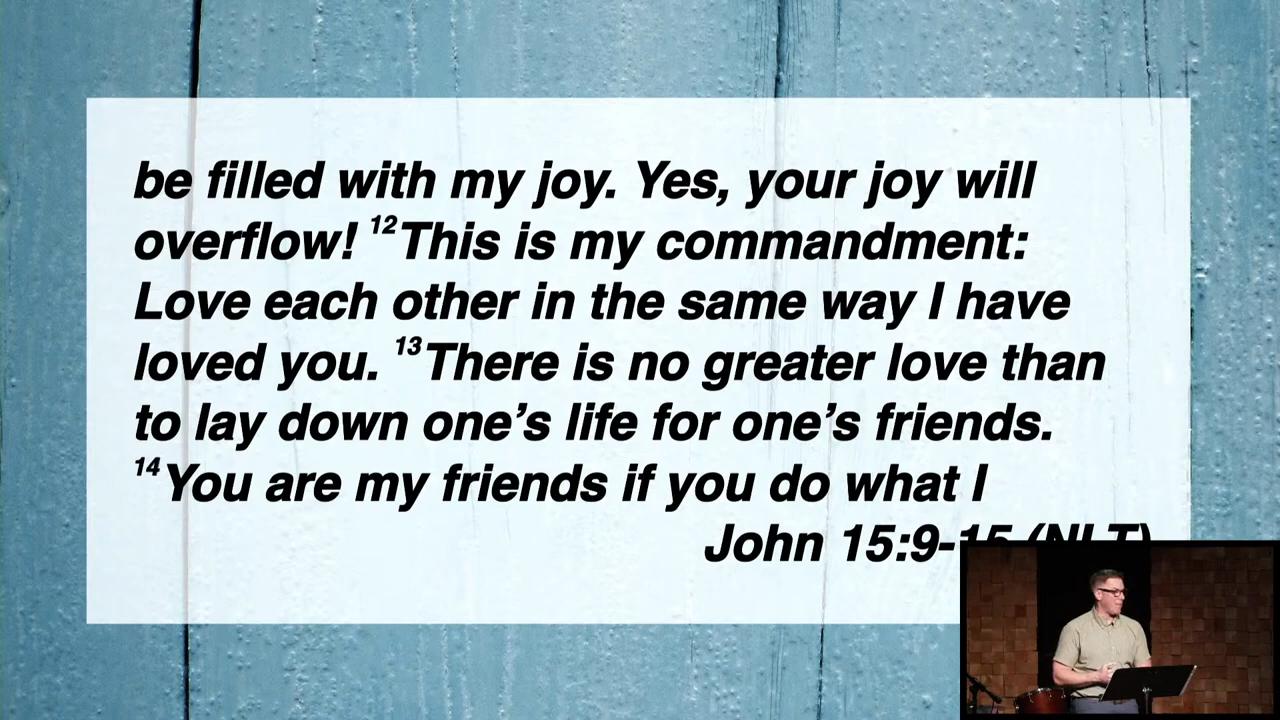 be filled with my joy. Yes, your joy will
overflow! 12This is my commandment:
Love each other in the same way I have
loved you. 13There is no greater love than
to lay down one’s life for one’s friends.
14You are my friends if you do what I
John 15:9-15 (NLT)